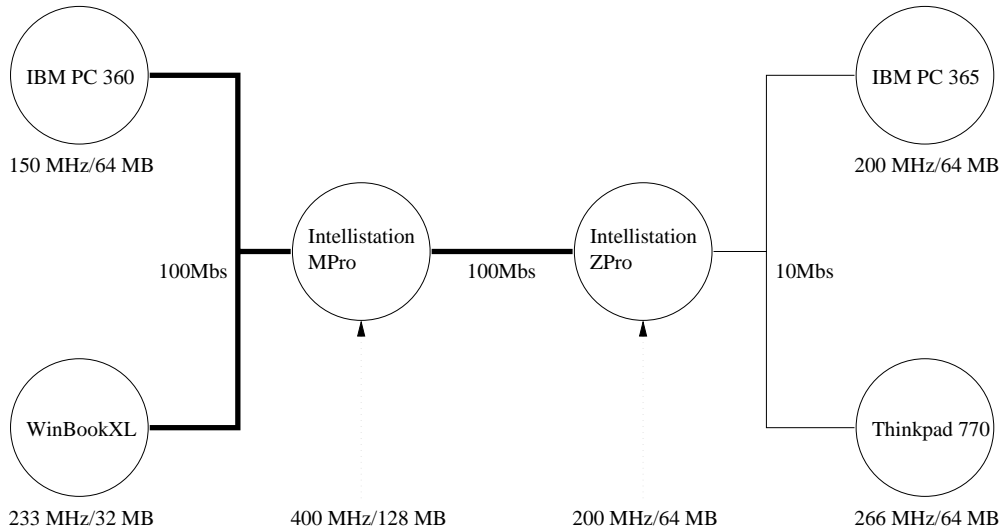 IBM PC 360
IBM PC 365
150 MHz/64 MB
200 MHz/64 MB
Intellistation
MPro
Intellistation
ZPro
100Mbs
100Mbs
10Mbs
WinBookXL
Thinkpad 770
233 MHz/32 MB
400 MHz/128 MB
200 MHz/64 MB
266 MHz/64 MB